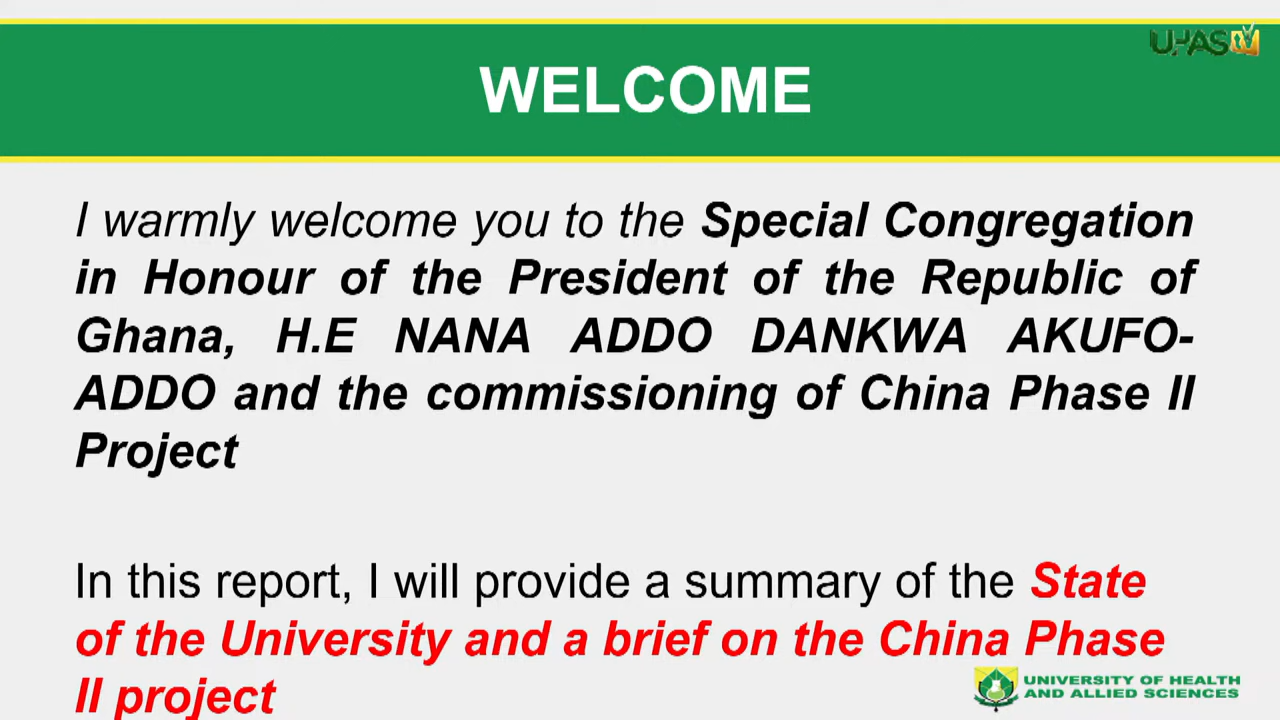 UHAS TV
WELCOME
I warmly welcome you to the Special Congregation
in Honour of the President of the Republic of
Ghana, H.E NANA ADDO DANKWA AKUFO-
ADDO and the commissioning of China Phase II
Project
In this report, I will provide a summary of the State
of the University and a brief on the China Phase
II project
UNIVERSITY OF HEALTH
AND ALLIED SCIENCES